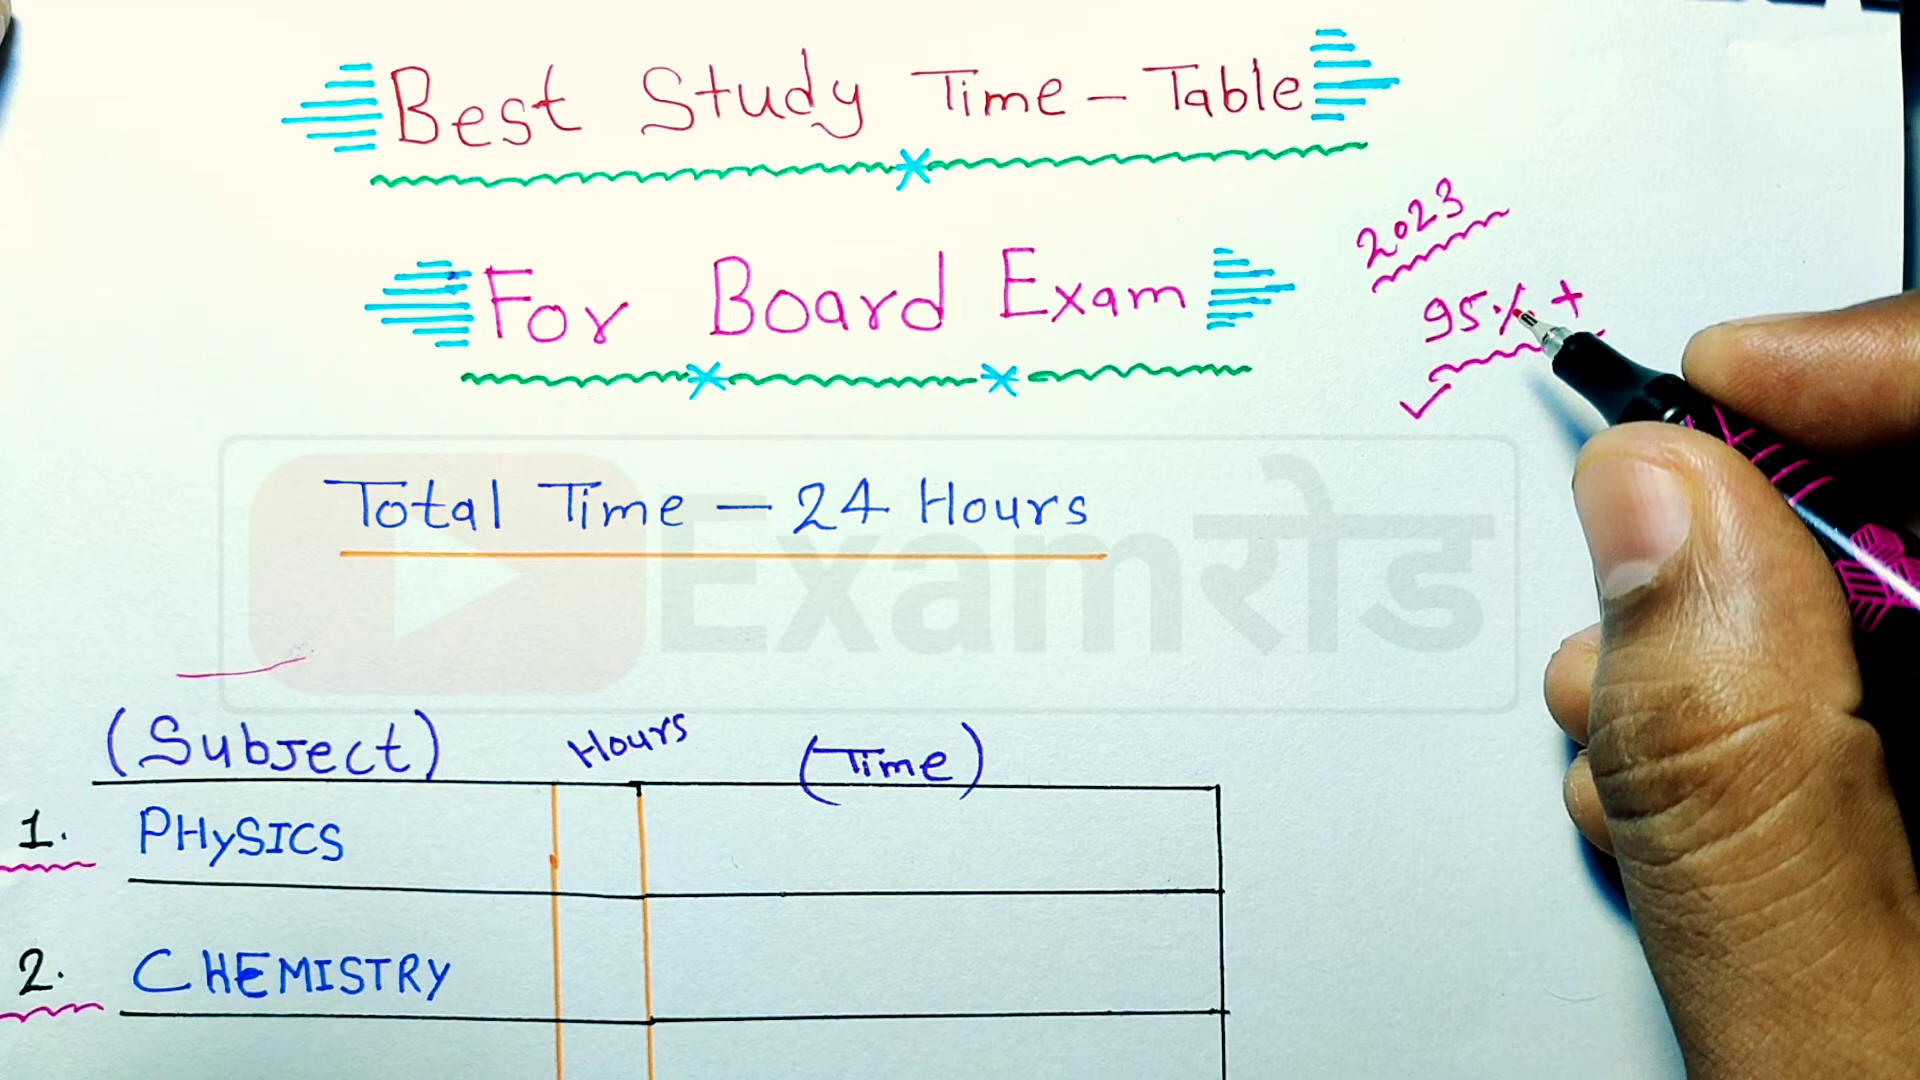 Best Study Time - Table
For Board Exam
2023
95% +
Total Time - 24 Hours
Examरोड
(Subject) Hours (Time)
1. PHYSICS
2. CHEMISTRY